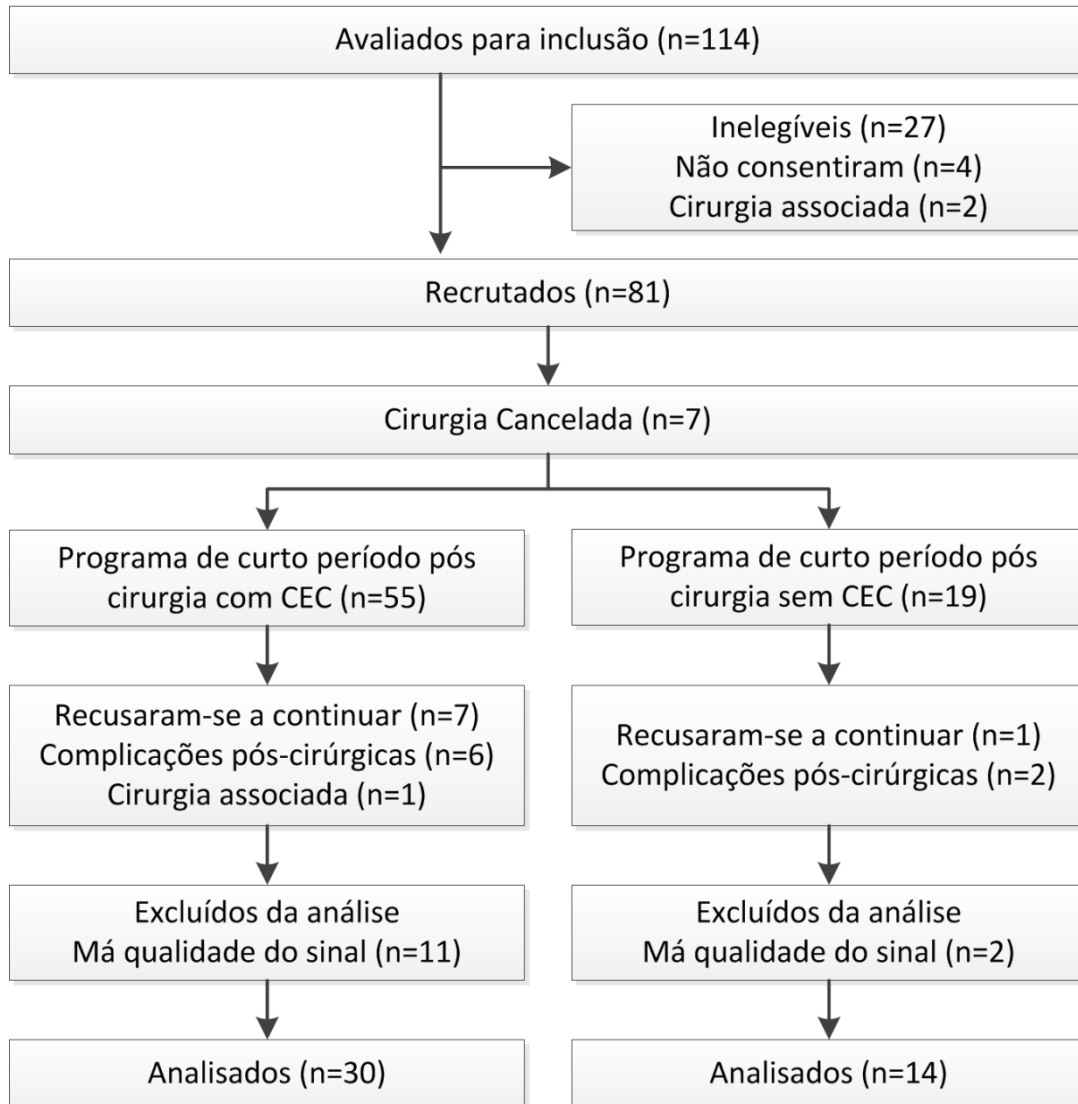 Avaliados para inclusão (n=114)
Inelegíveis (n=27)
Não consentiram (n=4)
Cirurgia associada (n=2)
Recrutados (n=81)
Cirurgia Cancelada (n=7)
Programa de curto período pós
cirurgia com CEC (n=55)
Programa de curto período pós
cirurgia sem CEC (n=19)
Recusaram-se a continuar (n=7)
Complicações pós-cirúrgicas (n=6)
Cirurgia associada (n=1)
Recusaram-se a continuar (n=1)
Complicações pós-cirúrgicas (n=2)
Excluídos da análise
Má qualidade do sinal (n=11)
Excluídos da análise
Má qualidade do sinal (n=2)
Analisados (n=30)
Analisados (n=14)